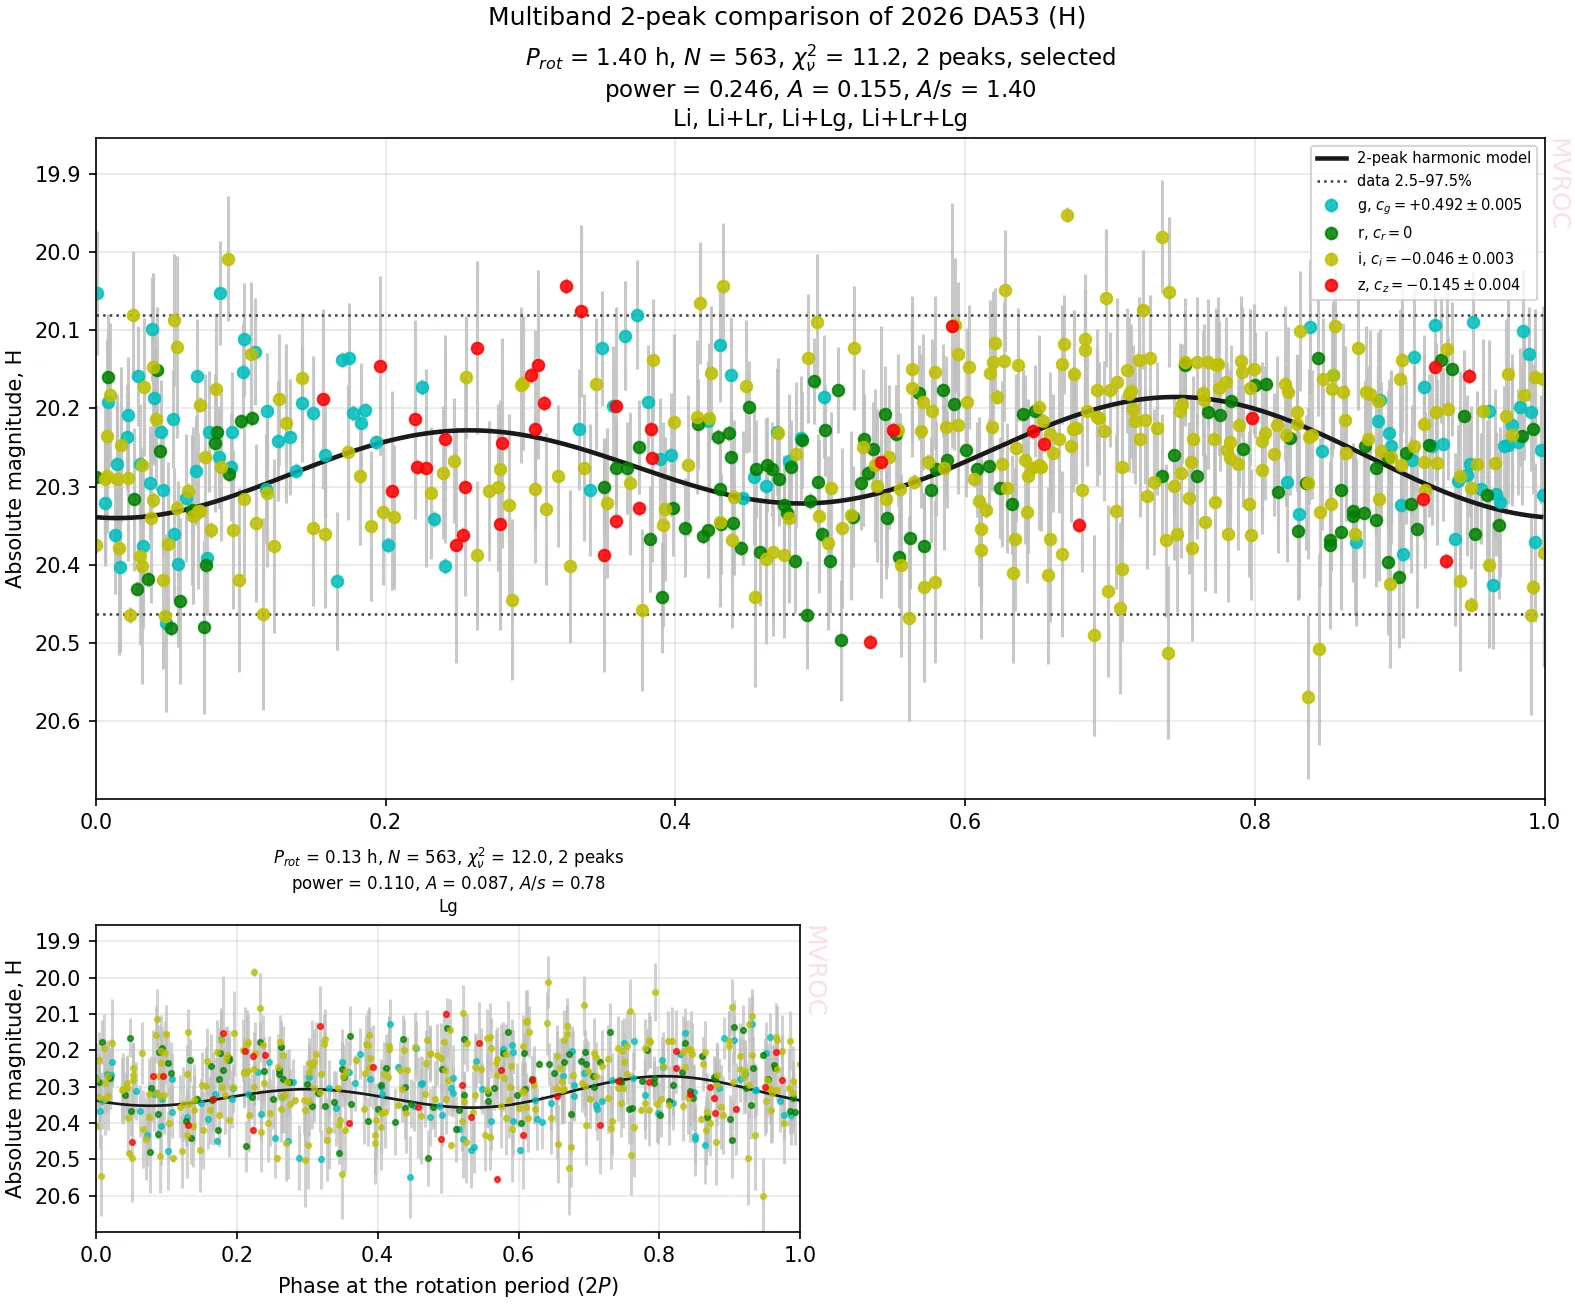 Multiband 2-peak comparison of 2026 DA53 (H)
P_rot = 1.40 h, N = 563, χ²_ν = 11.2, 2 peaks, selected
power = 0.246, A = 0.155, A/s = 1.40
Li, Li+Lr, Li+Lg, Li+Lr+Lg
MVROC
2-peak harmonic model
data 2.5–97.5%
g, c_g = +0.492 ± 0.005
r, c_r = 0
i, c_i = −0.046 ± 0.003
z, c_z = −0.145 ± 0.004
Absolute magnitude, H
19.9
20.0
20.1
20.2
20.3
20.4
20.5
20.6
0.0 0.2 0.4 0.6 0.8 1.0
P_rot = 0.13 h, N = 563, χ²_ν = 12.0, 2 peaks
power = 0.110, A = 0.087, A/s = 0.78
Lg
MVROC
Absolute magnitude, H
19.9
20.0
20.1
20.2
20.3
20.4
20.5
20.6
0.0 0.2 0.4 0.6 0.8 1.0
Phase at the rotation period (2P)